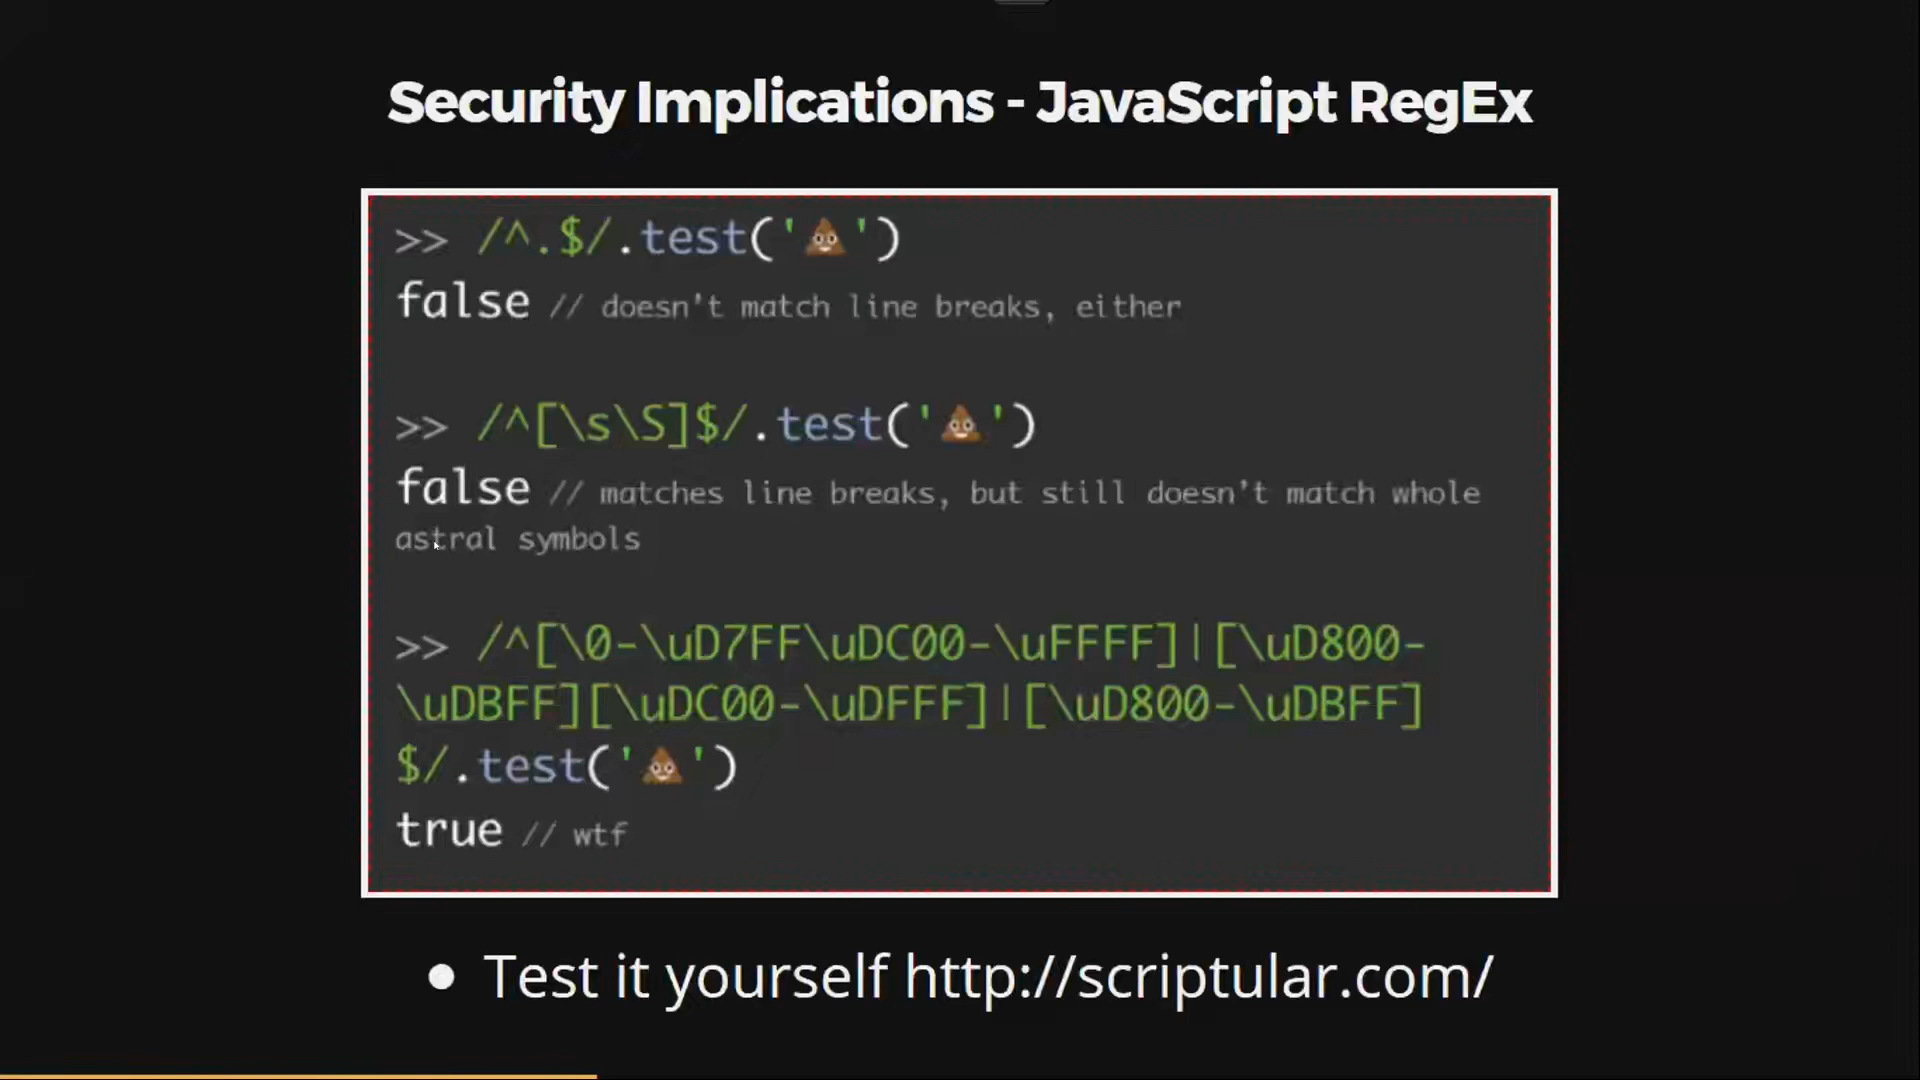 Security Implications - JavaScript RegEx
>> /^.$/.test('💩')
false // doesn't match line breaks, either
>> /^[\s\S]$/.test('💩')
false // matches line breaks, but still doesn't match whole
astral symbols
>> /^[\0-\uD7FF\uDC00-\uFFFF]|[\uD800-
\uDBFF][\uDC00-\uDFFF]|[\uD800-\uDBFF]
$/.test('💩')
true // wtf
● Test it yourself http://scriptular.com/